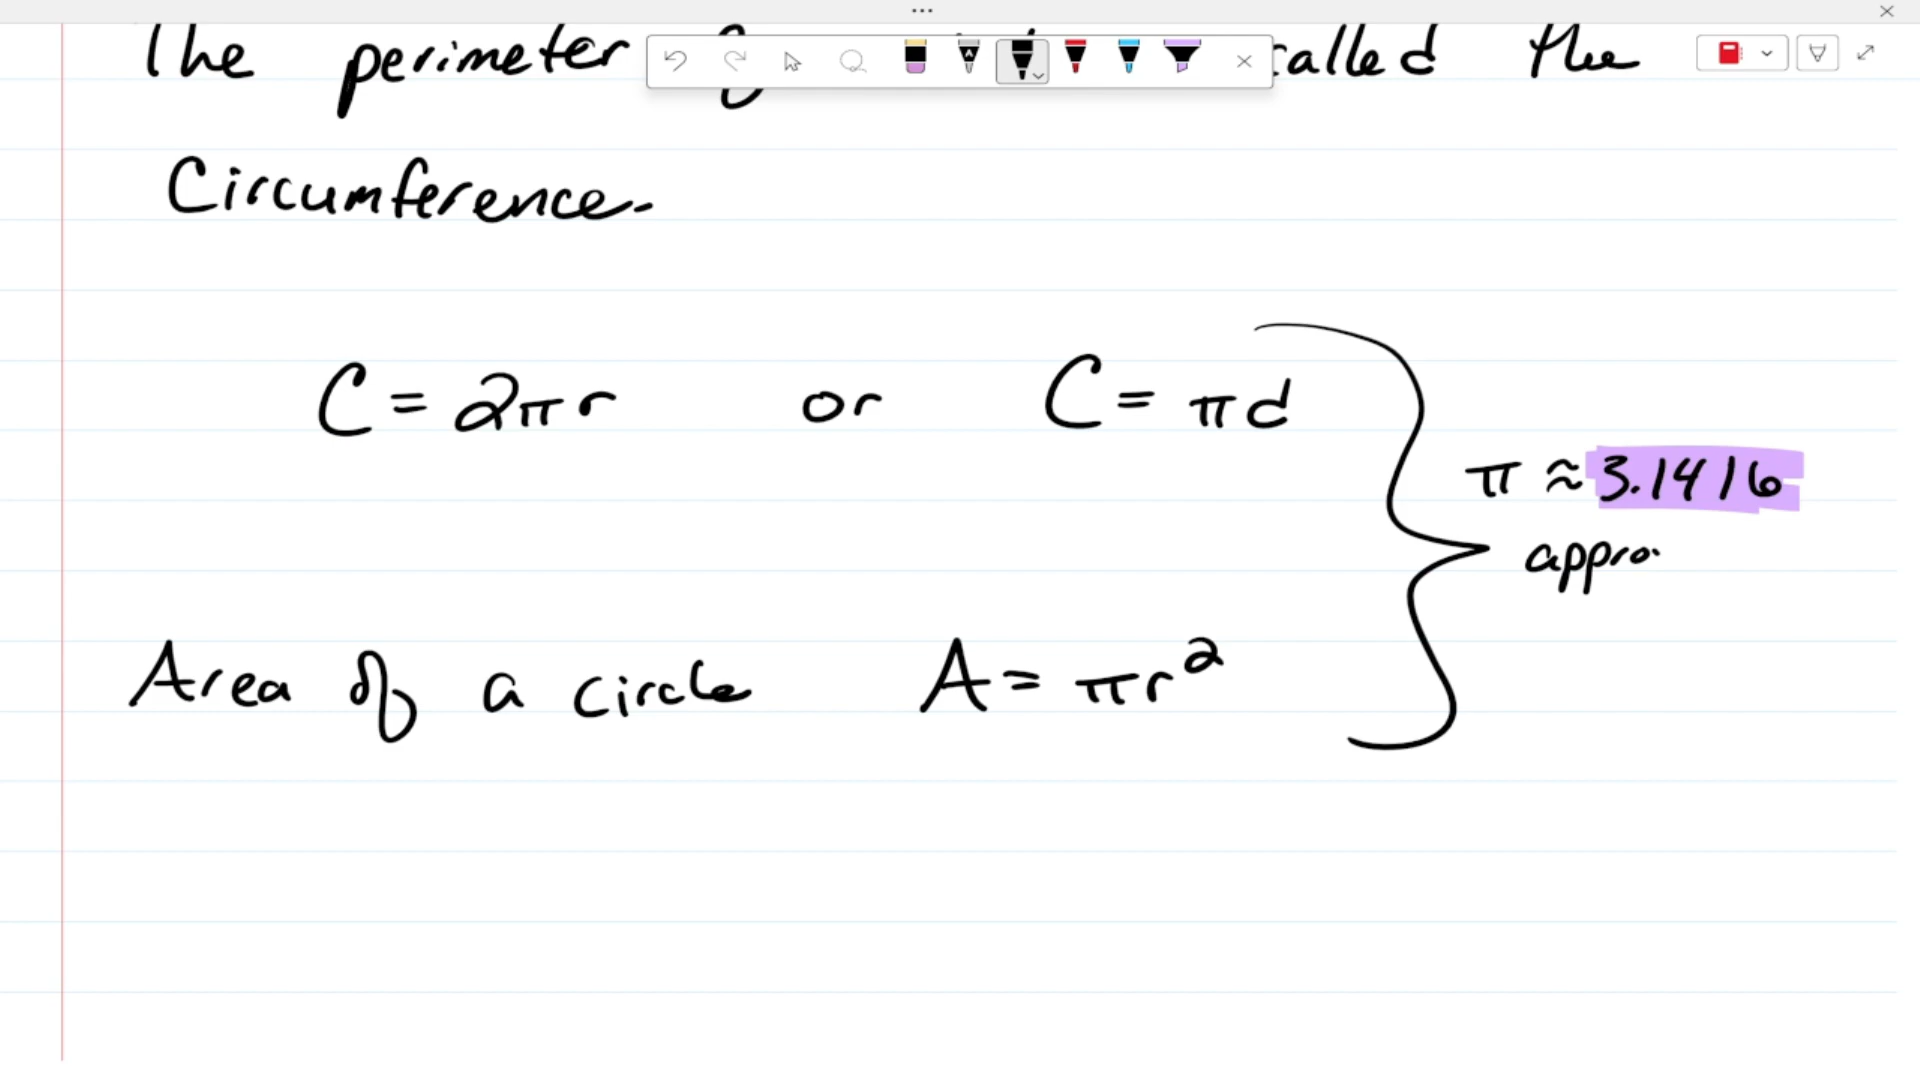 The perimeter called the
Circumference.
C = 2πr or C = πd
π ≈ 3.1416
appro
Area of a circle A = πr²